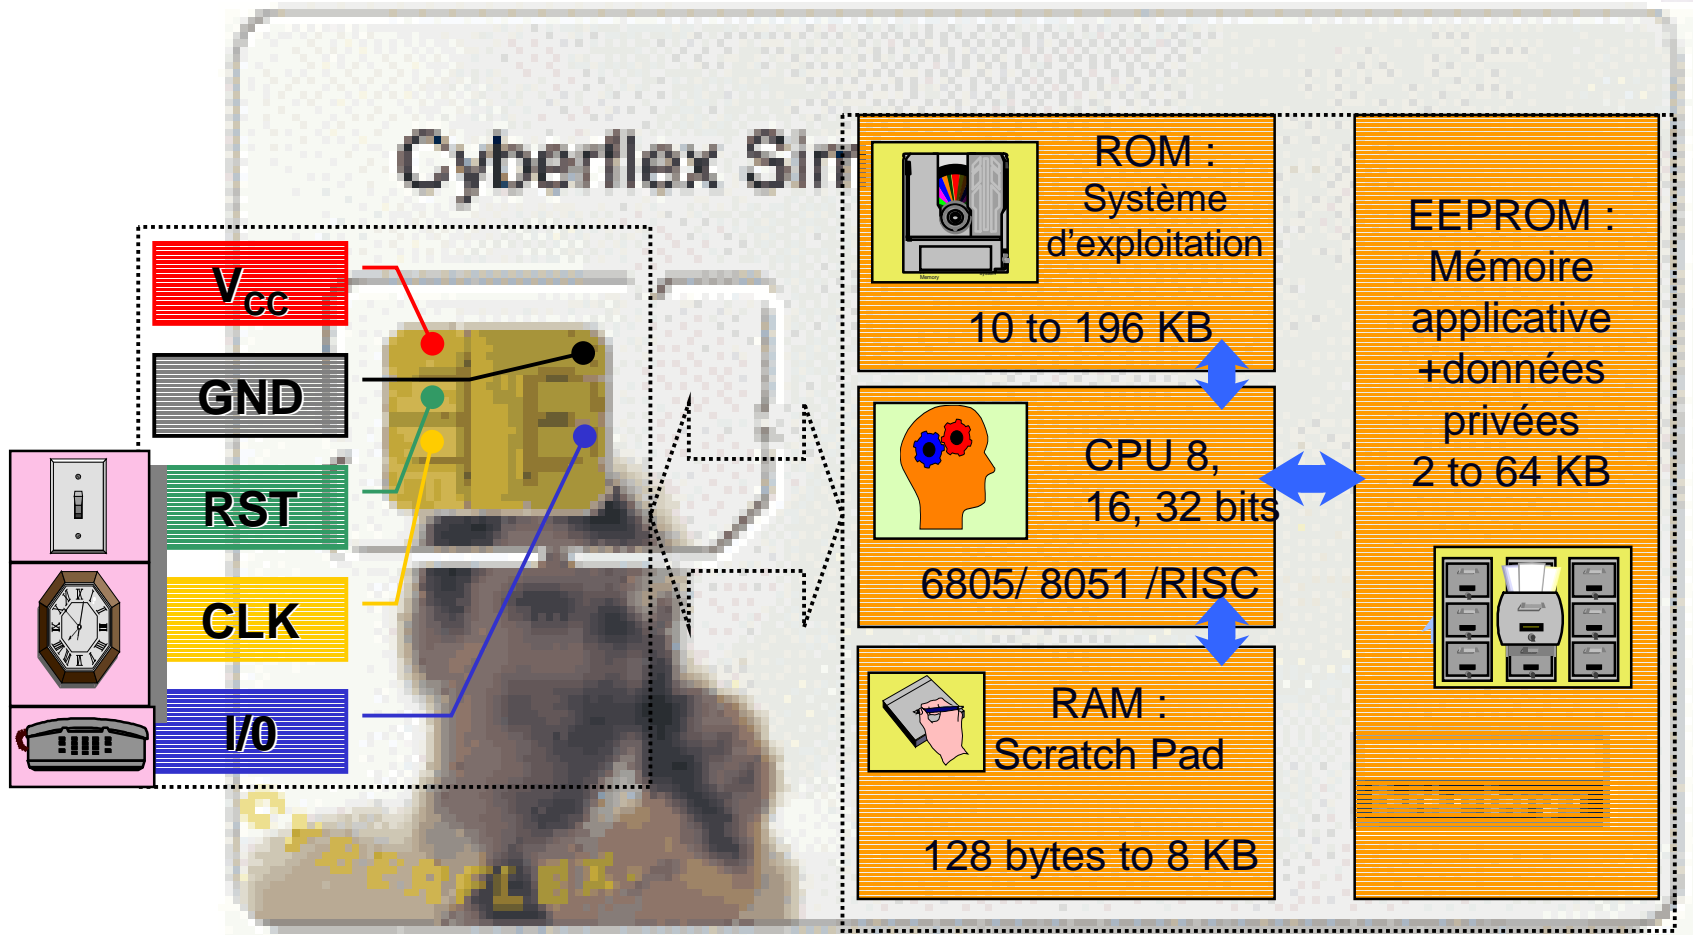 Cyberflex Sim
V_CC
GND
RST
CLK
I/0
ROM :
Système
d’exploitation
10 to 196 KB
Memory
CPU 8,
16, 32 bits
6805/ 8051 /RISC
RAM :
Scratch Pad
128 bytes to 8 KB
EEPROM :
Mémoire
applicative
+données
privées
2 to 64 KB
CYBERFLEX